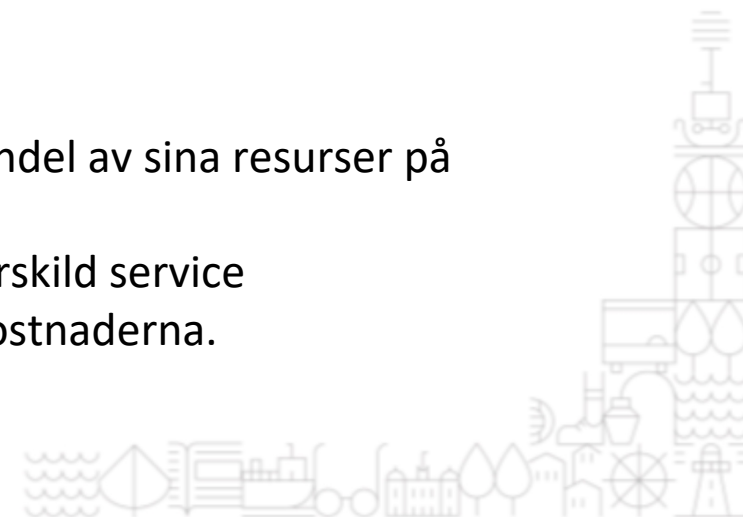 ndel av sina resurser på
rskild service
ostnaderna.